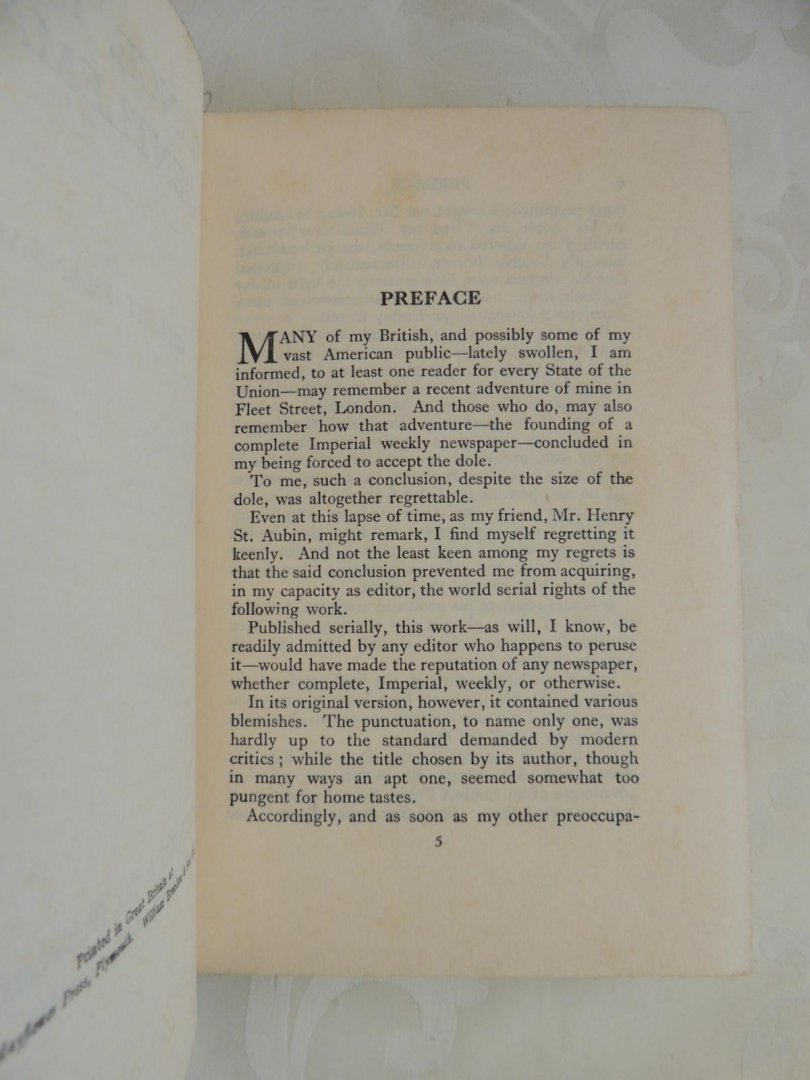 PREFACE
MANY of my British, and possibly some of my
vast American public—lately swollen, I am
informed, to at least one reader for every State of the
Union—may remember a recent adventure of mine in
Fleet Street, London. And those who do, may also
remember how that adventure—the founding of a
complete Imperial weekly newspaper—concluded in
my being forced to accept the dole.
To me, such a conclusion, despite the size of the
dole, was altogether regrettable.
Even at this lapse of time, as my friend, Mr. Henry
St. Aubin, might remark, I find myself regretting it
keenly. And not the least keen among my regrets is
that the said conclusion prevented me from acquiring,
in my capacity as editor, the world serial rights of the
following work.
Published serially, this work—as will, I know, be
readily admitted by any editor who happens to peruse
it—would have made the reputation of any newspaper,
whether complete, Imperial, weekly, or otherwise.
In its original version, however, it contained various
blemishes. The punctuation, to name only one, was
hardly up to the standard demanded by modern
critics ; while the title chosen by its author, though
in many ways an apt one, seemed somewhat too
pungent for home tastes.
Accordingly, and as soon as my other preoccupa-
5
Printed in Great Britain
Press, Plymouth. William